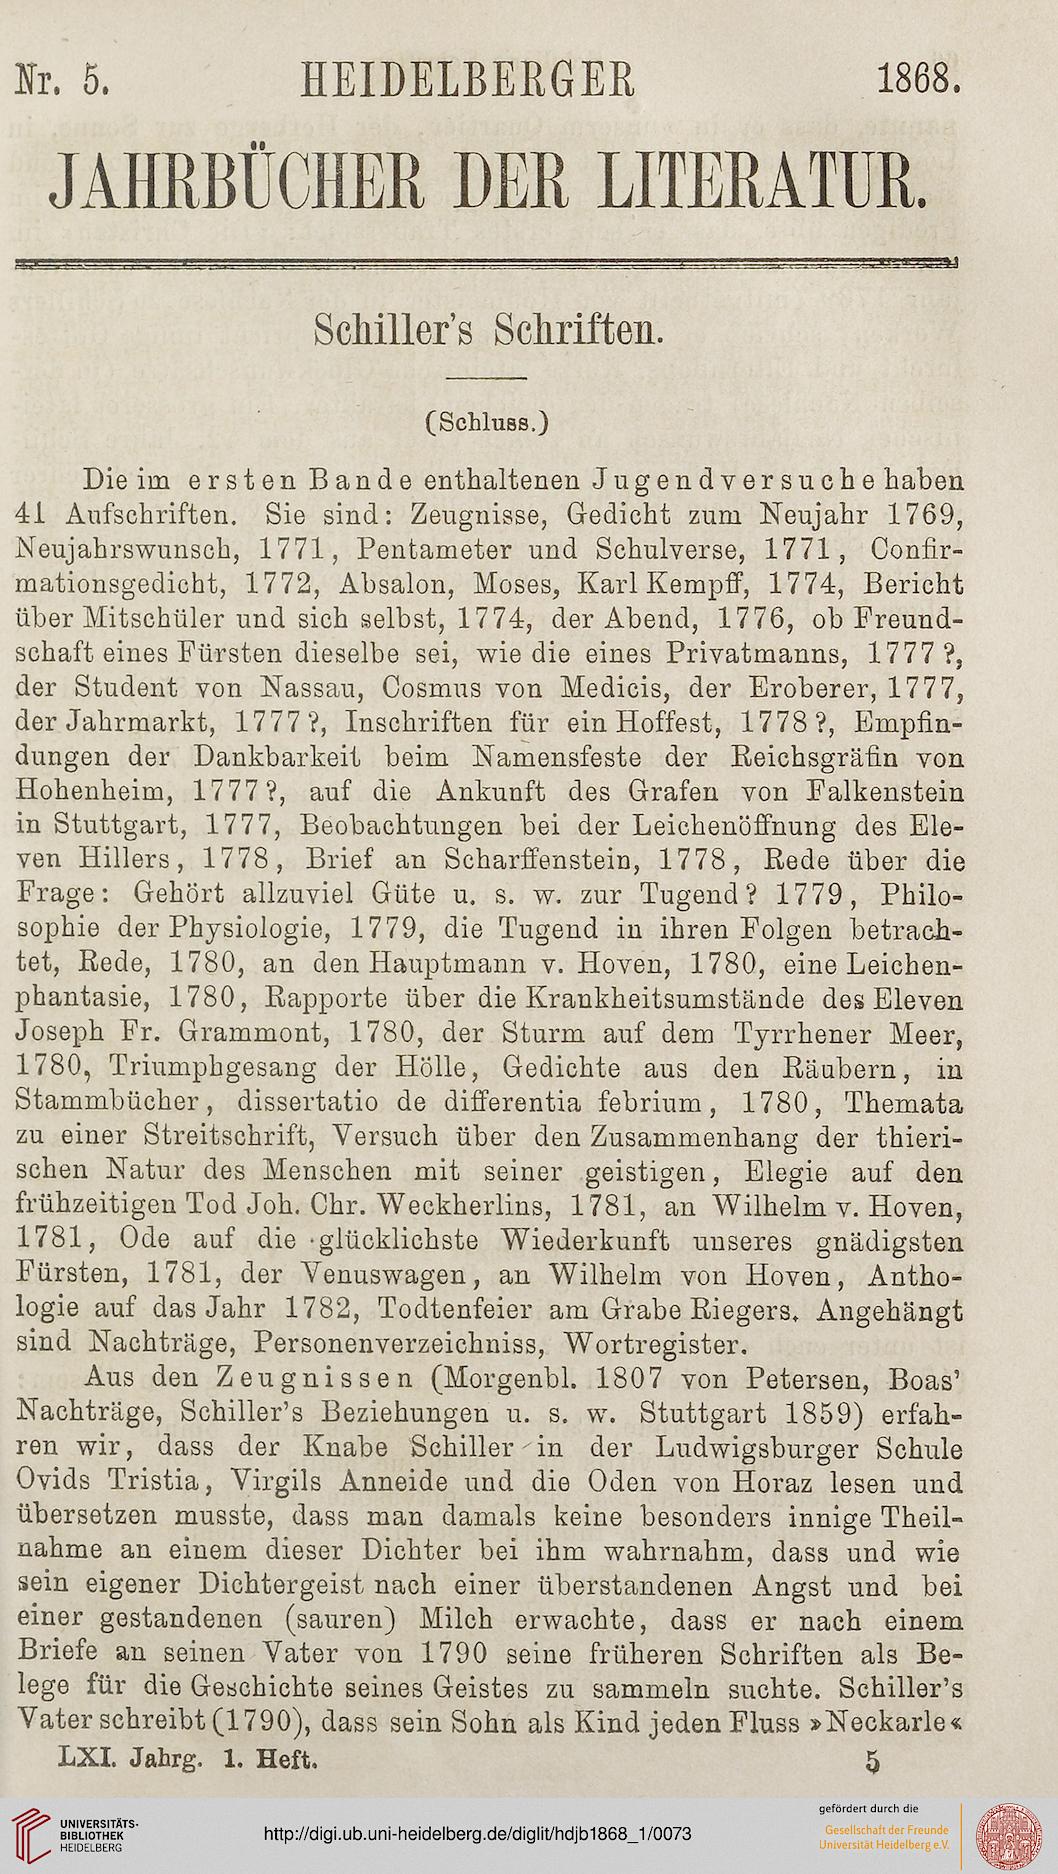 Nr. 5. HEIDELBERGER 1868.
JAHRBÜCHER DER LITERATUR.
Schiller's Schriften.
(Schluss.)
Die im ersten Bande enthaltenen Jugendversuche haben
41 Aufschriften. Sie sind: Zeugnisse, Gedicht zum Neujahr 1769,
Neujahrswunsch, 1771, Pentameter und Schulverse, 1771, Confir-
mationsgedicht, 1772, Absalon, Moses, Karl Kempff, 1774, Bericht
über Mitschüler und sich selbst, 1774, der Abend, 1776, ob Freund-
schaft eines Fürsten dieselbe sei, wie die eines Privatmanns, 1777?,
der Student von Nassau, Cosmus von Medicis, der Eroberer, 1777,
der Jahrmarkt, 1777?, Inschriften für ein Hoffest, 1778?, Empfin-
dungen der Dankbarkeit beim Namensfeste der Reichsgräfin von
Hohenheim, 1777?, auf die Ankunft des Grafen von Falkenstein
in Stuttgart, 1777, Beobachtungen bei der Leichenöffnung des Ele-
ven Hillers, 1778, Brief an Scharffenstein, 1778, Rede über die
Frage: Gehört allzuviel Güte u. s. w. zur Tugend? 1779, Philo-
sophie der Physiologie, 1779, die Tugend in ihren Folgen betrach-
tet, Rede, 1780, an den Hauptmann v. Hoven, 1780, eine Leichen-
phantasie, 1780, Rapporte über die Krankheitsumstände des Eleven
Joseph Fr. Grammont, 1780, der Sturm auf dem Tyrrhener Meer,
1780, Triumphgesang der Hölle, Gedichte aus den Räubern, in
Stammbücher, dissertatio de differentia febrium, 1780, Themata
zu einer Streitschrift, Versuch über den Zusammenhang der thieri-
schen Natur des Menschen mit seiner geistigen, Elegie auf den
frühzeitigen Tod Joh. Chr. Weckherlins, 1781, an Wilhelm v. Hoven,
1781, Ode auf die glücklichste Wiederkunft unseres gnädigsten
Fürsten, 1781, der Venuswagen, an Wilhelm von Hoven, Antho-
logie auf das Jahr 1782, Todtenfeier am Grabe Riegers. Angehängt
sind Nachträge, Personenverzeichniss, Wortregister.
Aus den Zeugnissen (Morgenbl. 1807 von Petersen, Boas'
Nachträge, Schiller's Beziehungen u. s. w. Stuttgart 1859) erfah-
ren wir, dass der Knabe Schiller in der Ludwigsburger Schule
Ovids Tristia, Virgils Anneide und die Oden von Horaz lesen und
übersetzen musste, dass man damals keine besonders innige Theil-
nahme an einem dieser Dichter bei ihm wahrnahm, dass und wie
sein eigener Dichtergeist nach einer überstandenen Angst und bei
einer gestandenen (sauren) Milch erwachte, dass er nach einem
Briefe an seinen Vater von 1790 seine früheren Schriften als Be-
lege für die Geschichte seines Geistes zu sammeln suchte. Schiller's
Vater schreibt (1790), dass sein Sohn als Kind jeden Fluss »Neckarle«
LXI. Jahrg. 1. Heft. 5
UNIVERSITÄTS-
BIBLIOTHEK
HEIDELBERG
http://digi.ub.uni-heidelberg.de/diglit/hdjb1868_1/0073
gefördert durch die
Gesellschaft der Freunde
Universität Heidelberg e.V.